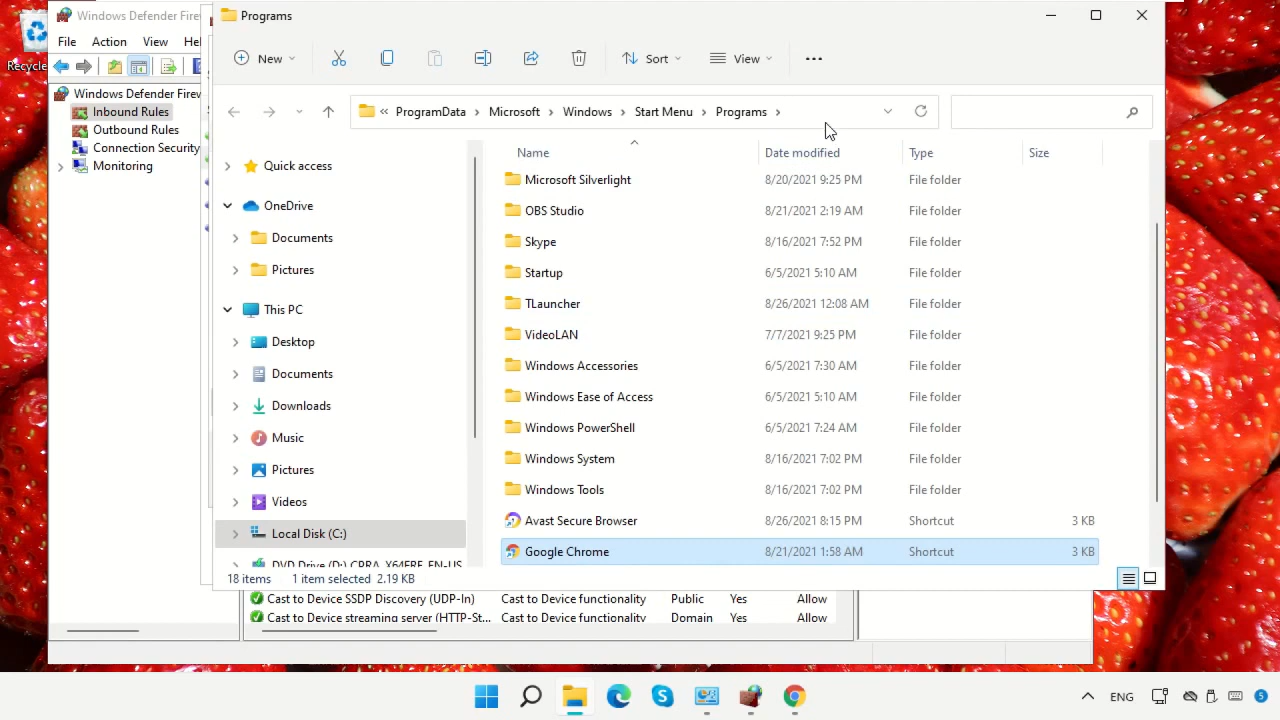 Recycle
Windows Defender Firew
File Action View He
Windows Defender Firew
Inbound Rules
Outbound Rules
Connection Security
Monitoring
Programs
New
Sort
View
« ProgramData › Microsoft › Windows › Start Menu › Programs ›
Quick access
OneDrive
Documents
Pictures
This PC
Desktop
Documents
Downloads
Music
Pictures
Videos
Local Disk (C:)
DVD Drive (D:) CPRA_X64FRE_EN-US
Name Date modified Type Size
Microsoft Silverlight 8/20/2021 9:25 PM File folder
OBS Studio 8/21/2021 2:19 AM File folder
Skype 8/16/2021 7:52 PM File folder
Startup 6/5/2021 5:10 AM File folder
TLauncher 8/26/2021 12:08 AM File folder
VideoLAN 7/7/2021 9:25 PM File folder
Windows Accessories 6/5/2021 7:30 AM File folder
Windows Ease of Access 6/5/2021 5:10 AM File folder
Windows PowerShell 6/5/2021 7:24 AM File folder
Windows System 8/16/2021 7:02 PM File folder
Windows Tools 8/16/2021 7:02 PM File folder
Avast Secure Browser 8/26/2021 8:15 PM Shortcut 3 KB
Google Chrome 8/21/2021 1:58 AM Shortcut 3 KB
18 items 1 item selected 2.19 KB
Cast to Device SSDP Discovery (UDP-In) Cast to Device functionality Public Yes Allow
Cast to Device streaming server (HTTP-St... Cast to Device functionality Domain Yes Allow
ENG
5